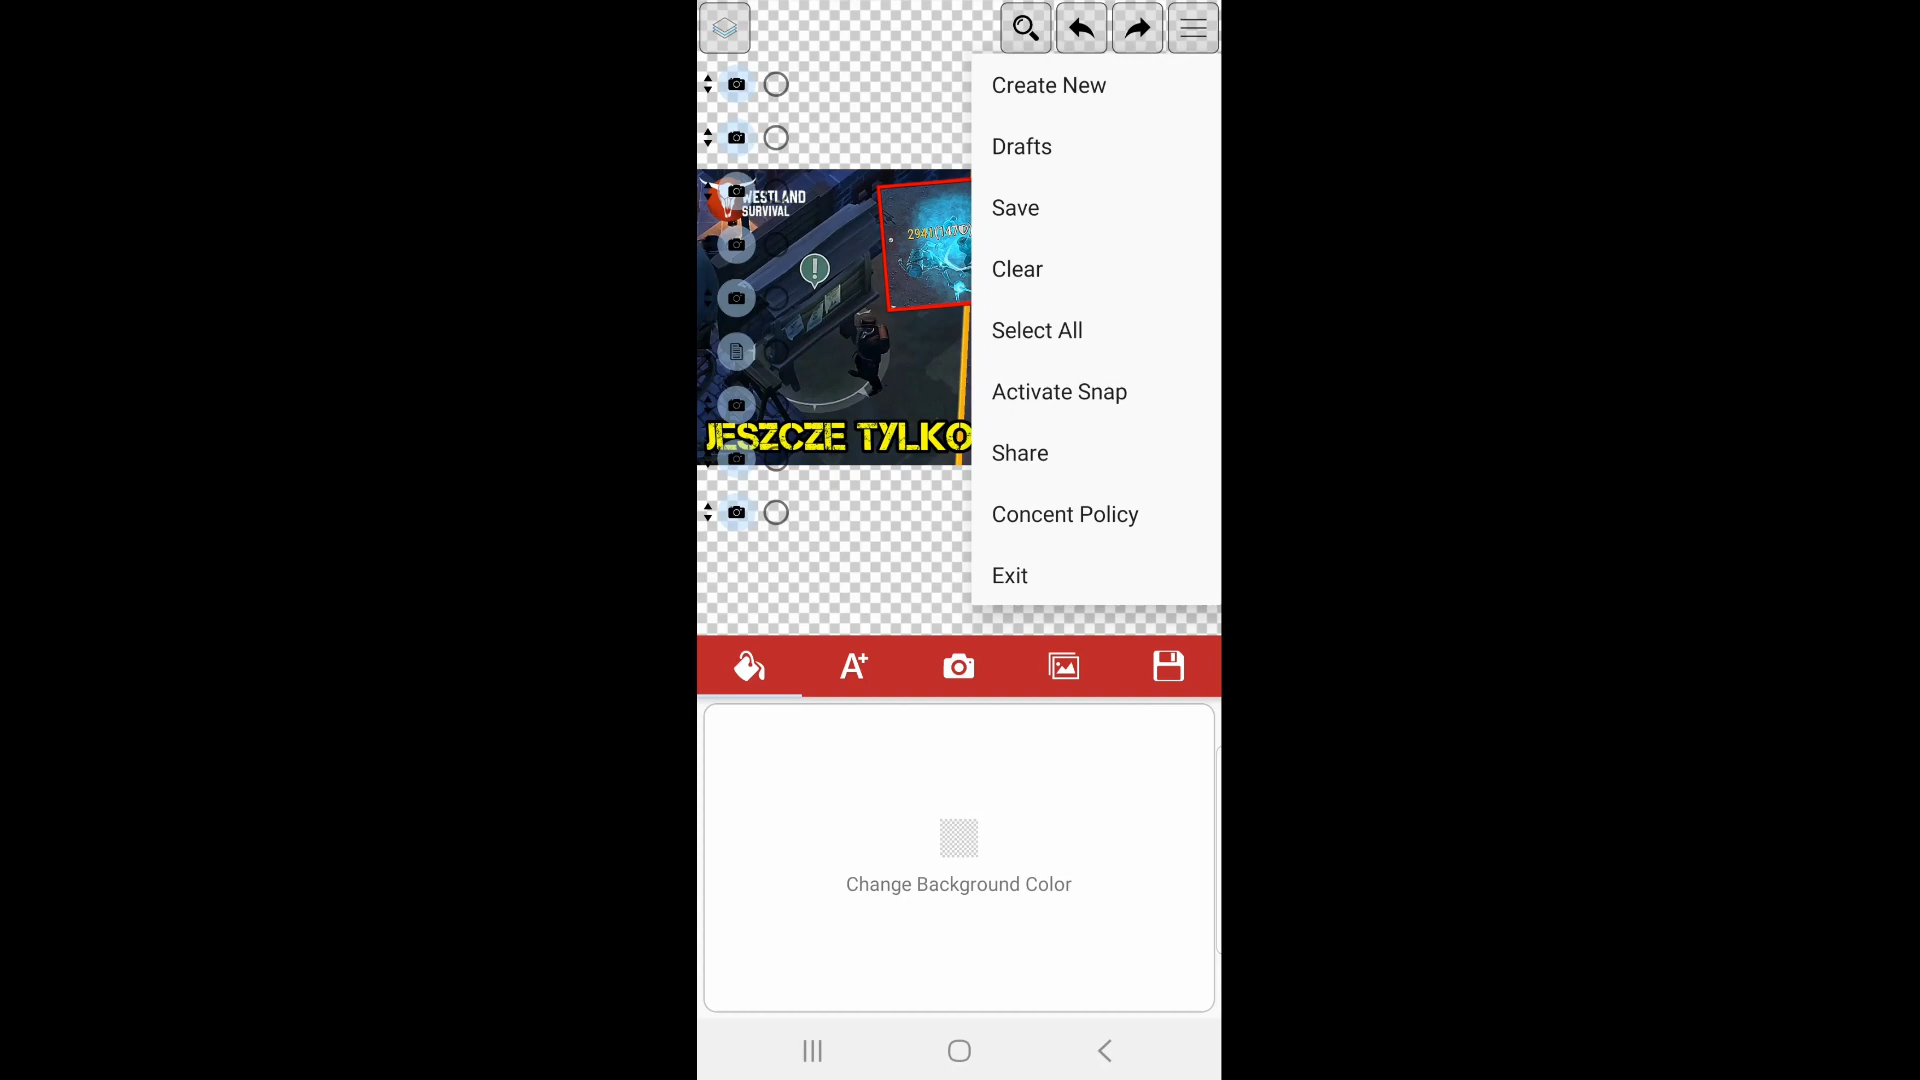 Create New
Drafts
WESTLAND
SURVIVAL
Save
Clear
Select All
Activate Snap
JESZCZE TYLKO
Share
Concent Policy
Exit
A+
Change Background Color